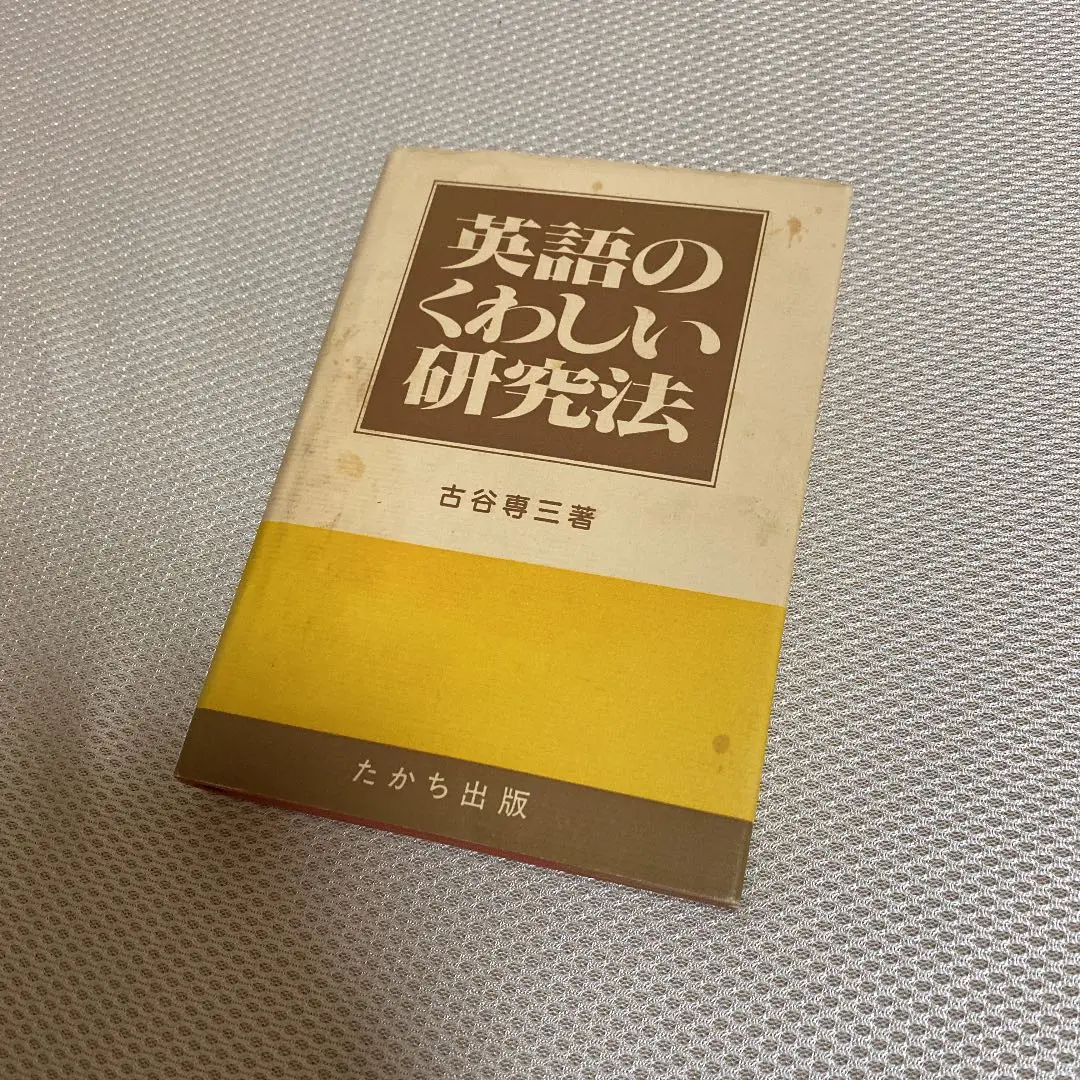 英語の
くわしい
研究法
古谷専三著
たかち出版